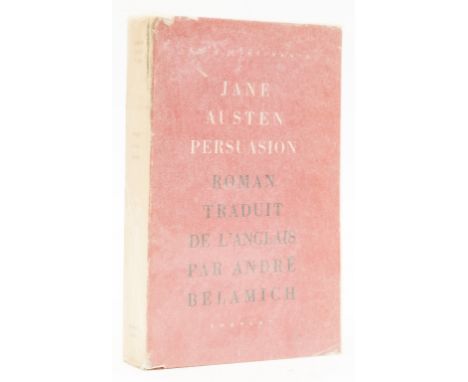 JANE
AUSTEN
PERSUASION
ROMAN
TRADUIT
DE L'ANGLAIS
PAR ANDRÉ
BELAMICH